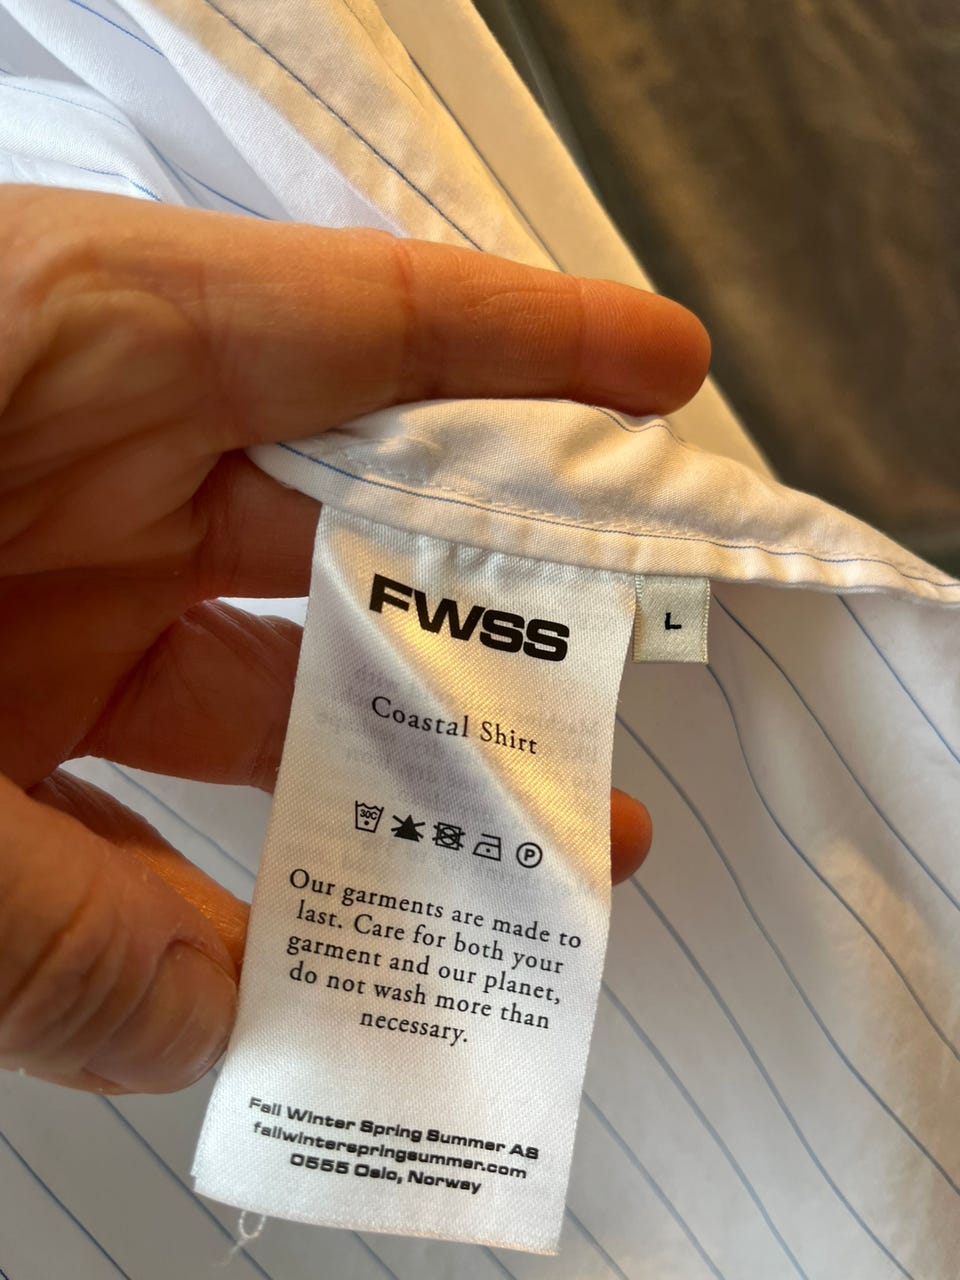 FWSS
L
Coastal Shirt
30C
P
Our garments are made to
last. Care for both your
garment and our planet,
do not wash more than
necessary.
Fall Winter Spring Summer AS
fallwinterspringsummer.com
0555 Oslo, Norway